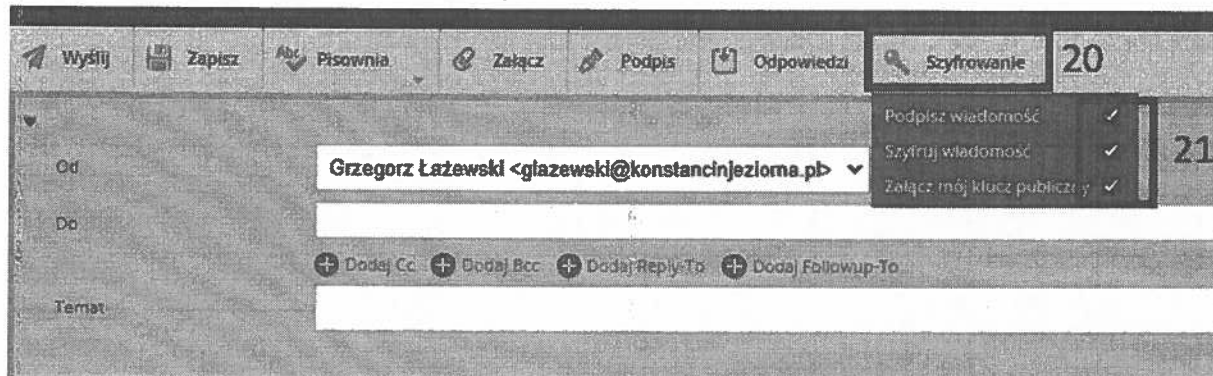 Wyślij Zapisz Abc Pisownia Załącz Podpis Odpowiedzi Szyfrowanie 20
Podpisz wiadomość
Szyfruj wiadomość 21
Od Grzegorz Łażewski <glazewski@konstancinjeziorna.pl>
Załącz mój klucz publiczny
Do
Dodaj Cc Dodaj Bcc Dodaj Reply-To Dodaj Followup-To
Temat